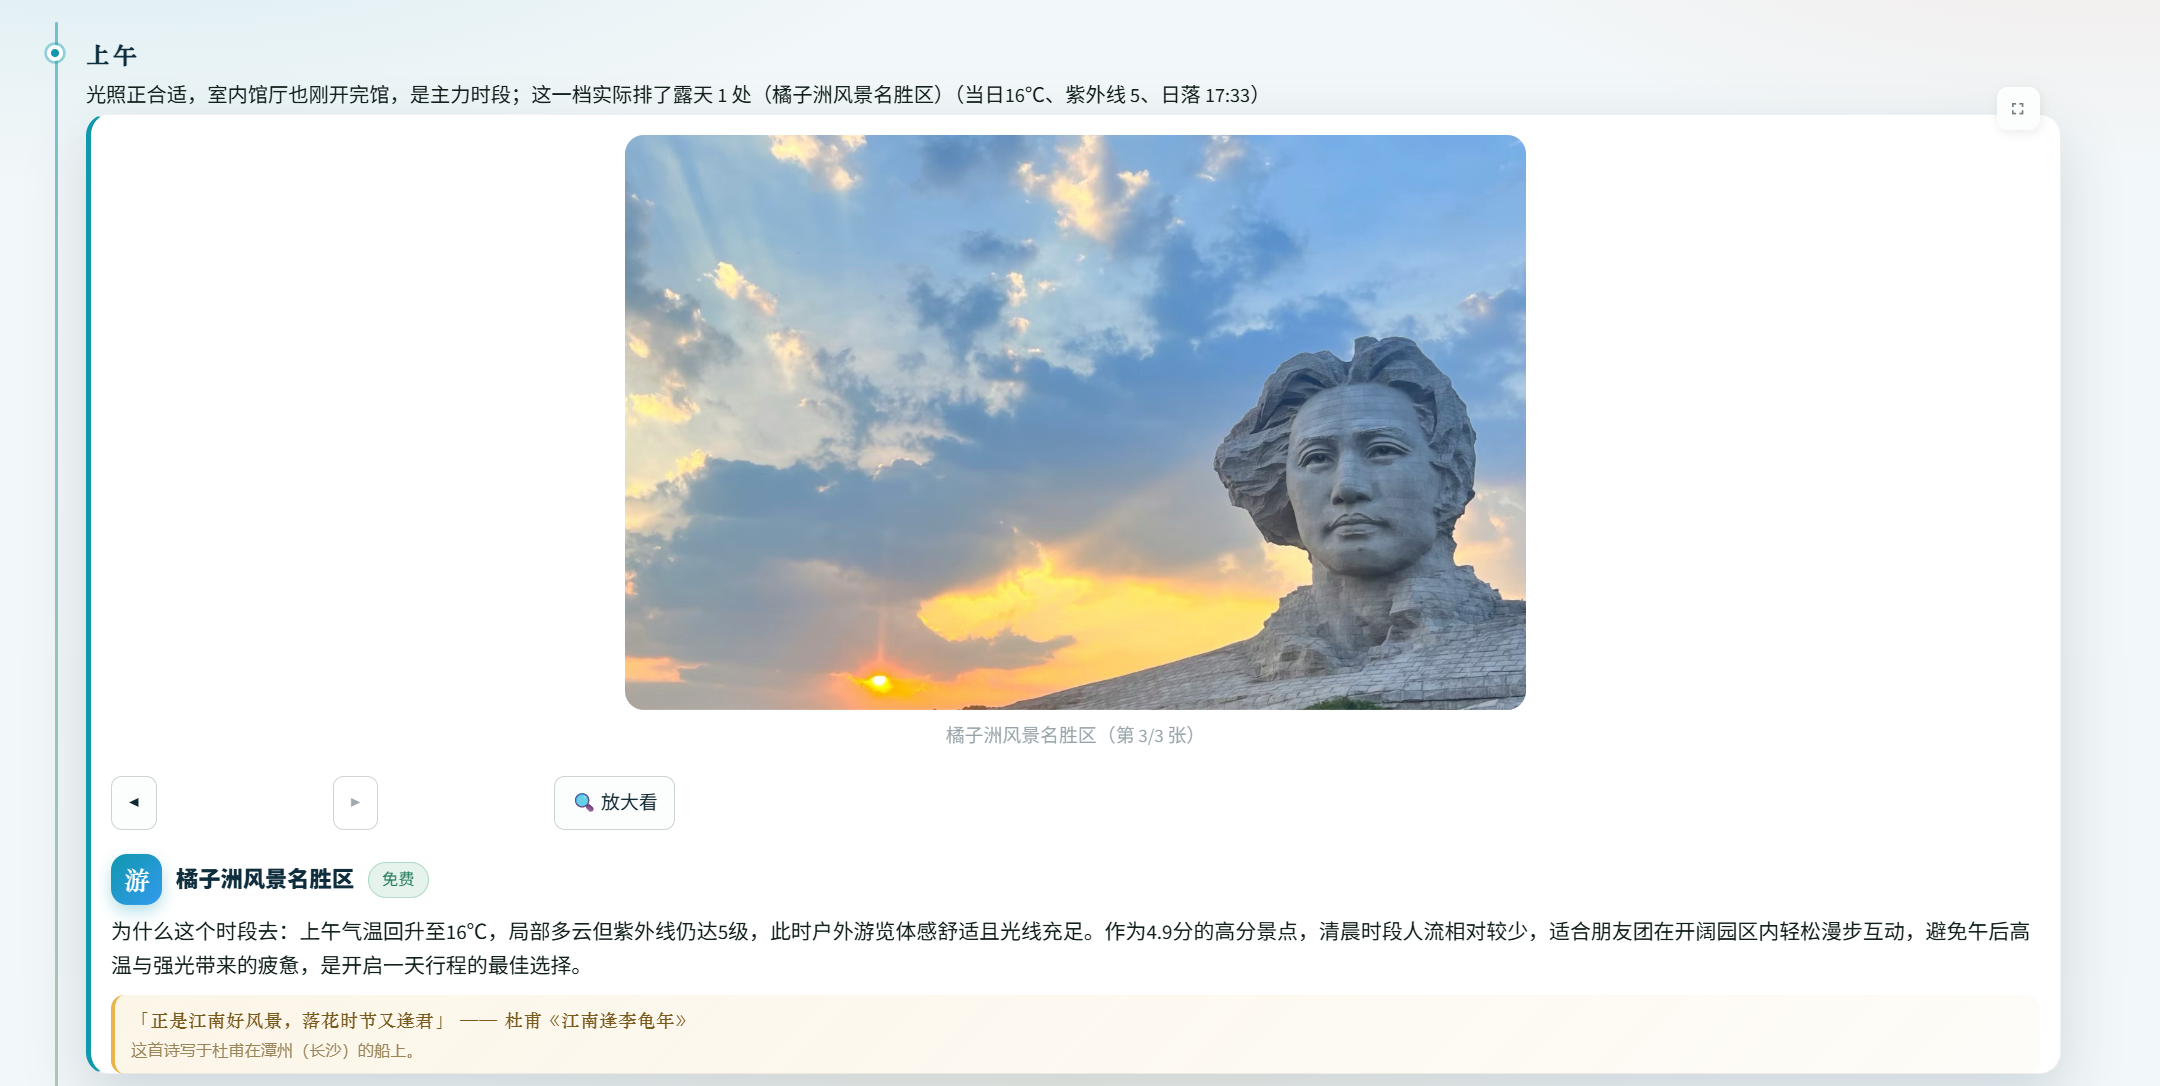 上午
光照正合适，室内馆厅也刚开完馆，是主力时段；这一档实际排了露天 1 处（橘子洲风景名胜区）（当日16℃、紫外线 5、日落 17:33）
橘子洲风景名胜区（第 3/3 张）
◄
►
放大看
游
橘子洲风景名胜区
免费
为什么这个时段去：上午气温回升至16℃，局部多云但紫外线仍达5级，此时户外游览体感舒适且光线充足。作为4.9分的高分景点，清晨时段人流相对较少，适合朋友团在开阔园区内轻松漫步互动，避免午后高
温与强光带来的疲惫，是开启一天行程的最佳选择。
「正是江南好风景，落花时节又逢君」 —— 杜甫《江南逢李龟年》
这首诗写于杜甫在潭州（长沙）的船上。